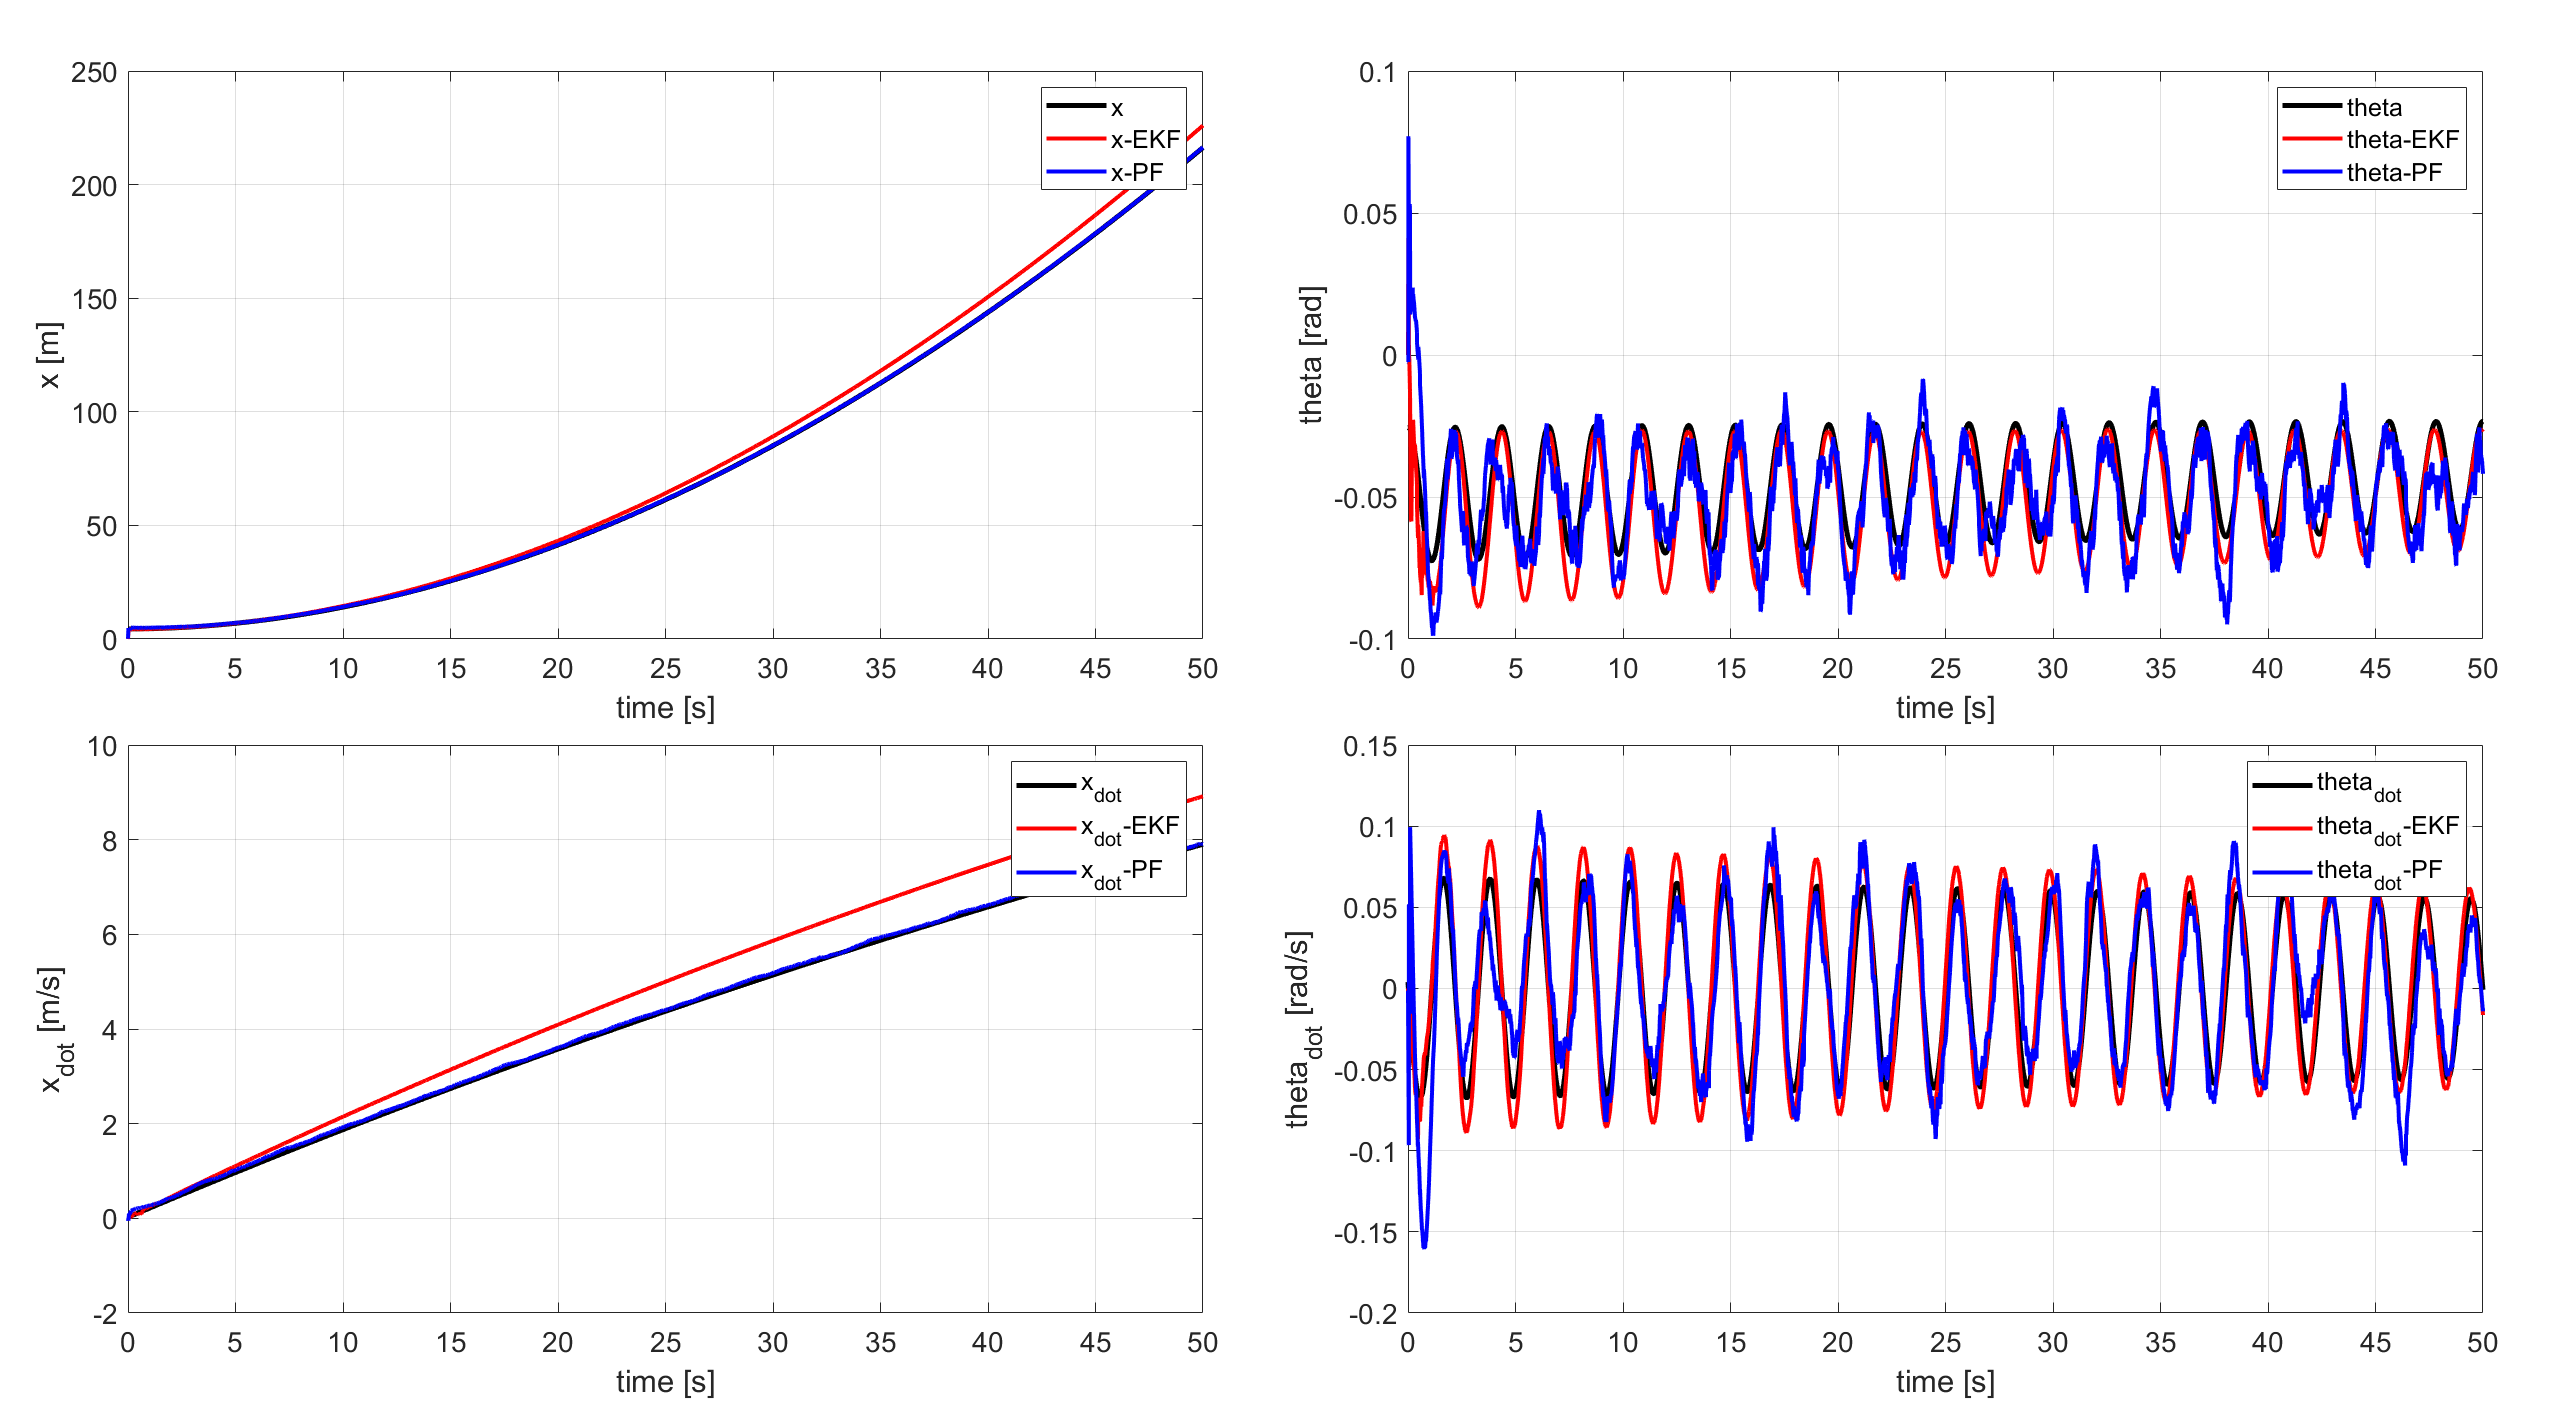 250
200
150
100
50
0
x [m]
0 5 10 15 20 25 30 35 40 45 50
time [s]
x
x-EKF
x-PF
0.1
0.05
0
-0.05
-0.1
theta [rad]
0 5 10 15 20 25 30 35 40 45 50
time [s]
theta
theta-EKF
theta-PF
10
8
6
4
2
0
-2
x_dot [m/s]
0 5 10 15 20 25 30 35 40 45 50
time [s]
x_dot
x_dot-EKF
x_dot-PF
0.15
0.1
0.05
0
-0.05
-0.1
-0.15
-0.2
theta_dot [rad/s]
0 5 10 15 20 25 30 35 40 45 50
time [s]
theta_dot
theta_dot-EKF
theta_dot-PF